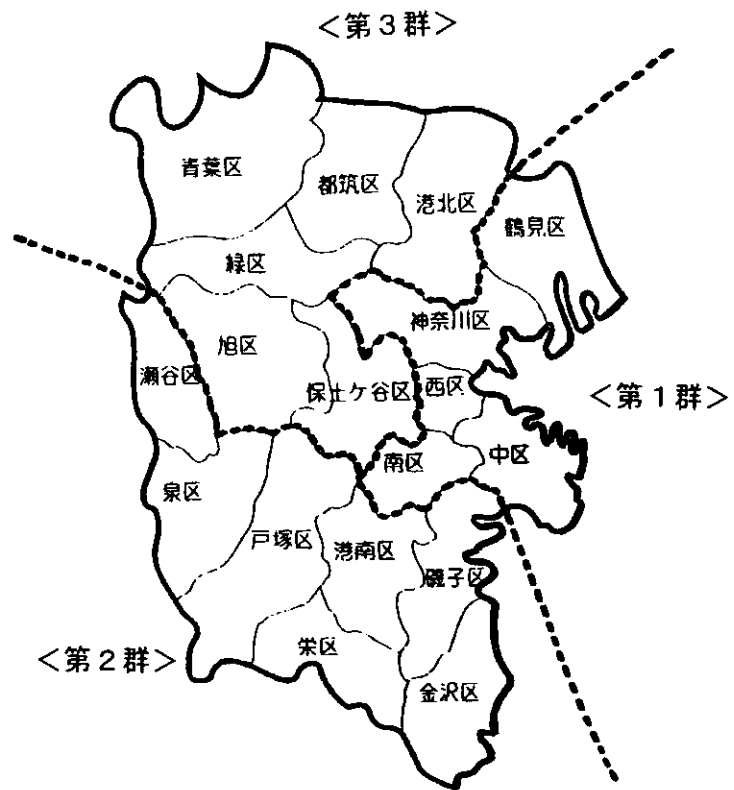 ＜第３群＞
青葉区
都筑区
港北区
鶴見区
緑区
神奈川区
旭区
瀬谷区
保土ケ谷区
西区
＜第１群＞
南区
中区
泉区
戸塚区
港南区
磯子区
栄区
＜第２群＞
金沢区